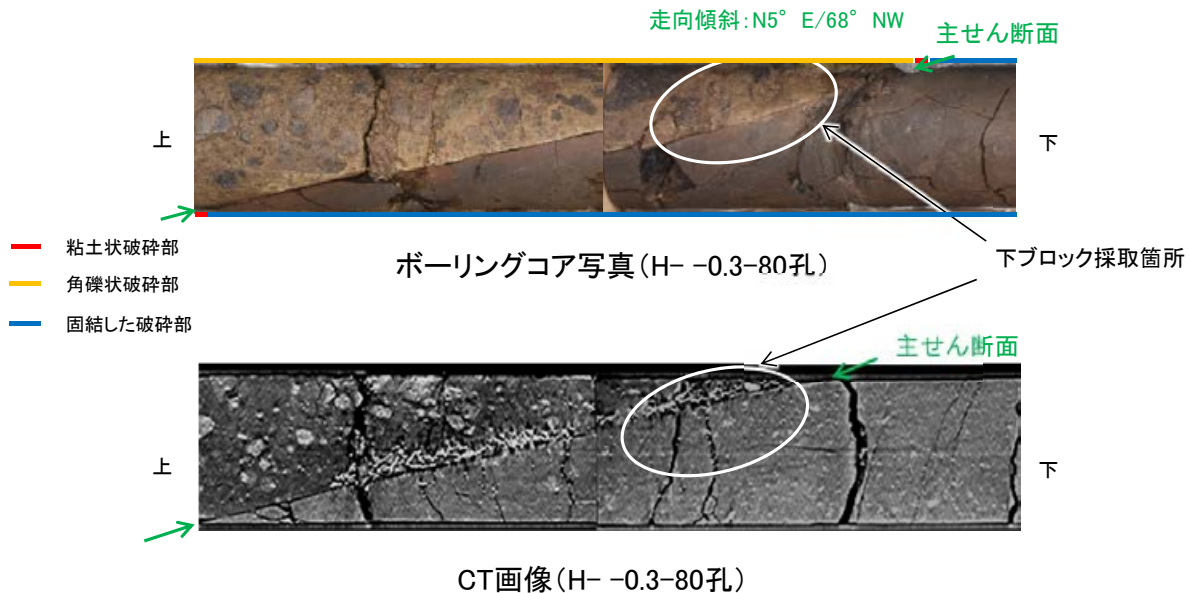 走向傾斜:N5° E/68° NW
主せん断面
上
下
粘土状破砕部
角礫状破砕部
固結した破砕部
ボーリングコア写真(H- -0.3-80孔)
下ブロック採取箇所
主せん断面
上
下
CT画像(H- -0.3-80孔)